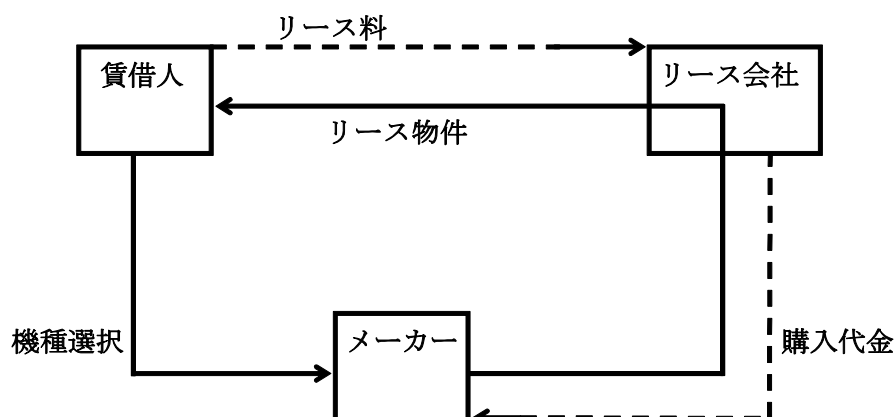 リース料
賃借人
リース会社
リース物件
機種選択
メーカー
購入代金